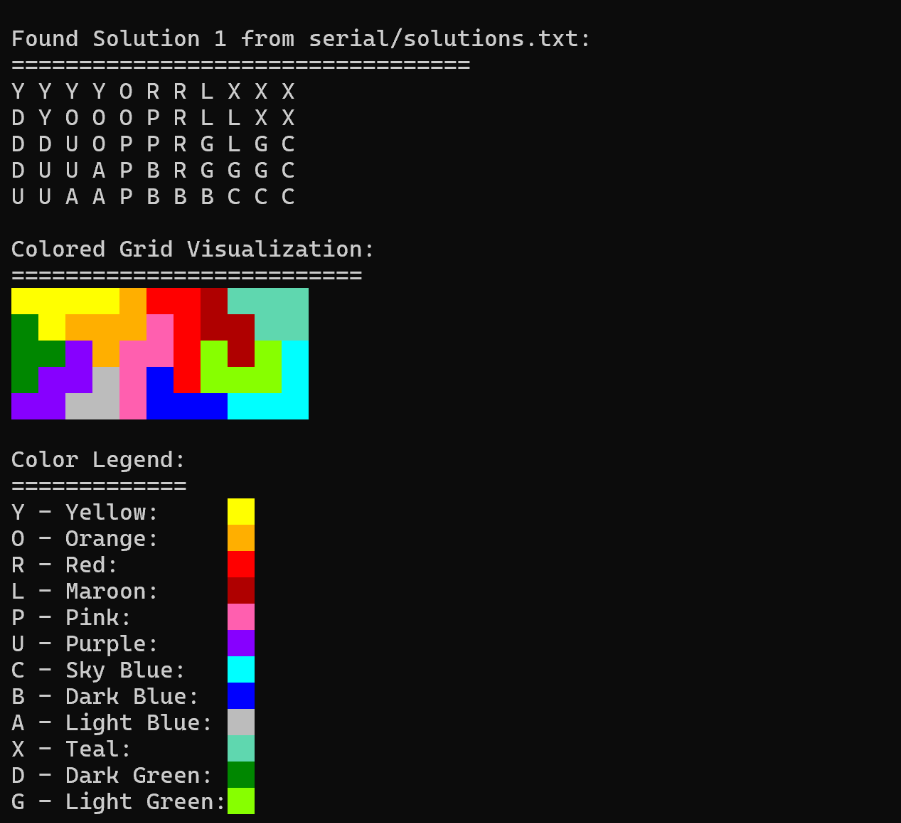 Found Solution 1 from serial/solutions.txt:
==================================
Y Y Y Y O R R L X X X
D Y O O O P R L L X X
D D U O P P R G L G C
D U U A P B R G G G C
U U A A P B B B C C C
Colored Grid Visualization:
==========================
Color Legend:
=============
Y - Yellow:
O - Orange:
R - Red:
L - Maroon:
P - Pink:
U - Purple:
C - Sky Blue:
B - Dark Blue:
A - Light Blue:
X - Teal:
D - Dark Green:
G - Light Green: